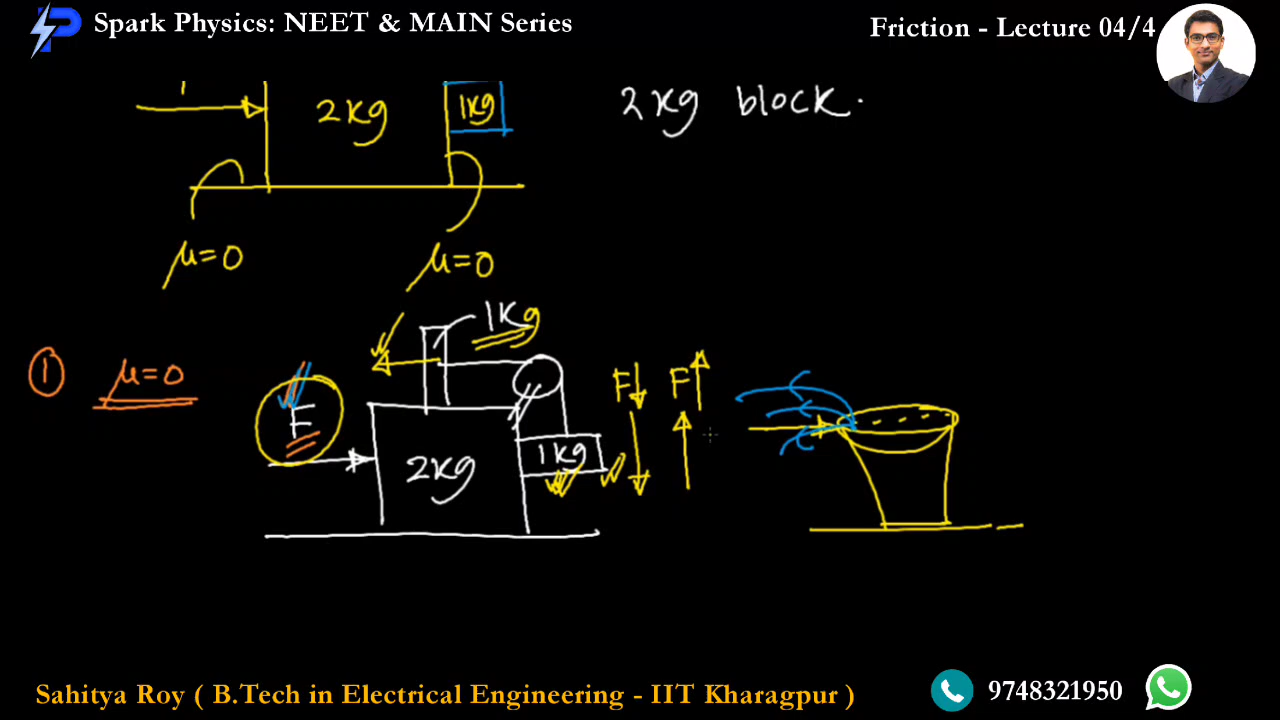 Spark Physics: NEET & MAIN Series
Friction - Lecture 04/4
2kg
1kg
2kg block.
μ=0
μ=0
1kg
① μ=0
F
2kg
1kg
F↓ F↑
Sahitya Roy ( B.Tech in Electrical Engineering - IIT Kharagpur )
9748321950